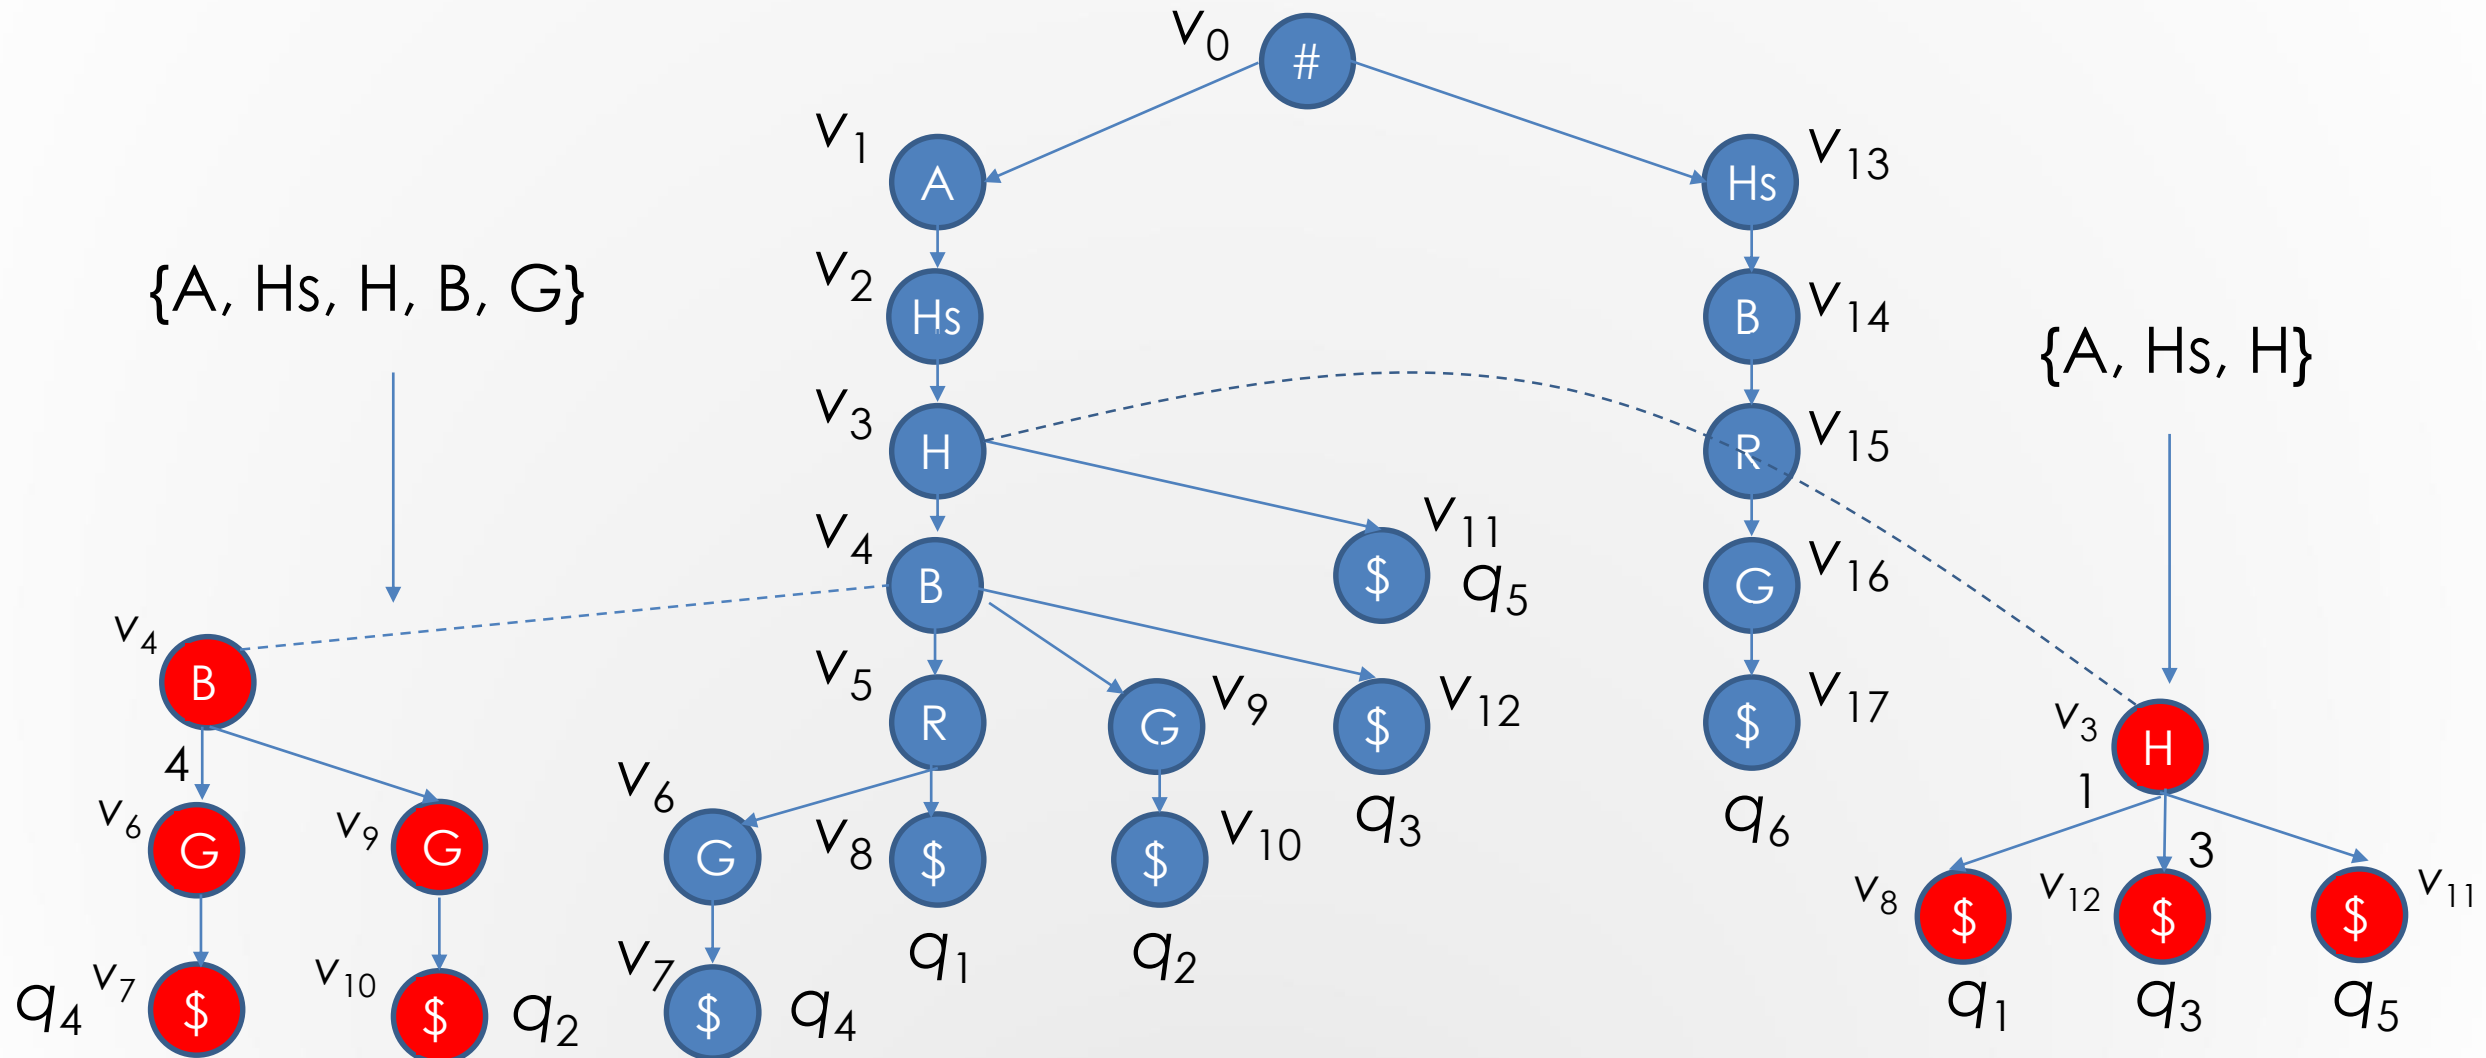 v0 #
v1 A Hs v13
{A, Hs, H, B, G} v2 Hs B v14 {A, Hs, H}
v3 H R v15
v4 B $ v11 q5 G v16
v4 B v5 R G v9 $ v12 $ v17 v3 H
4 1
v6 G v9 G v6 G v8 $ $ v10 q3 q6 3
v8 $ v12 $ $ v11
q4 v7 $ v10 $ q2 v7 $ q4 q1 q2 q1 q3 q5